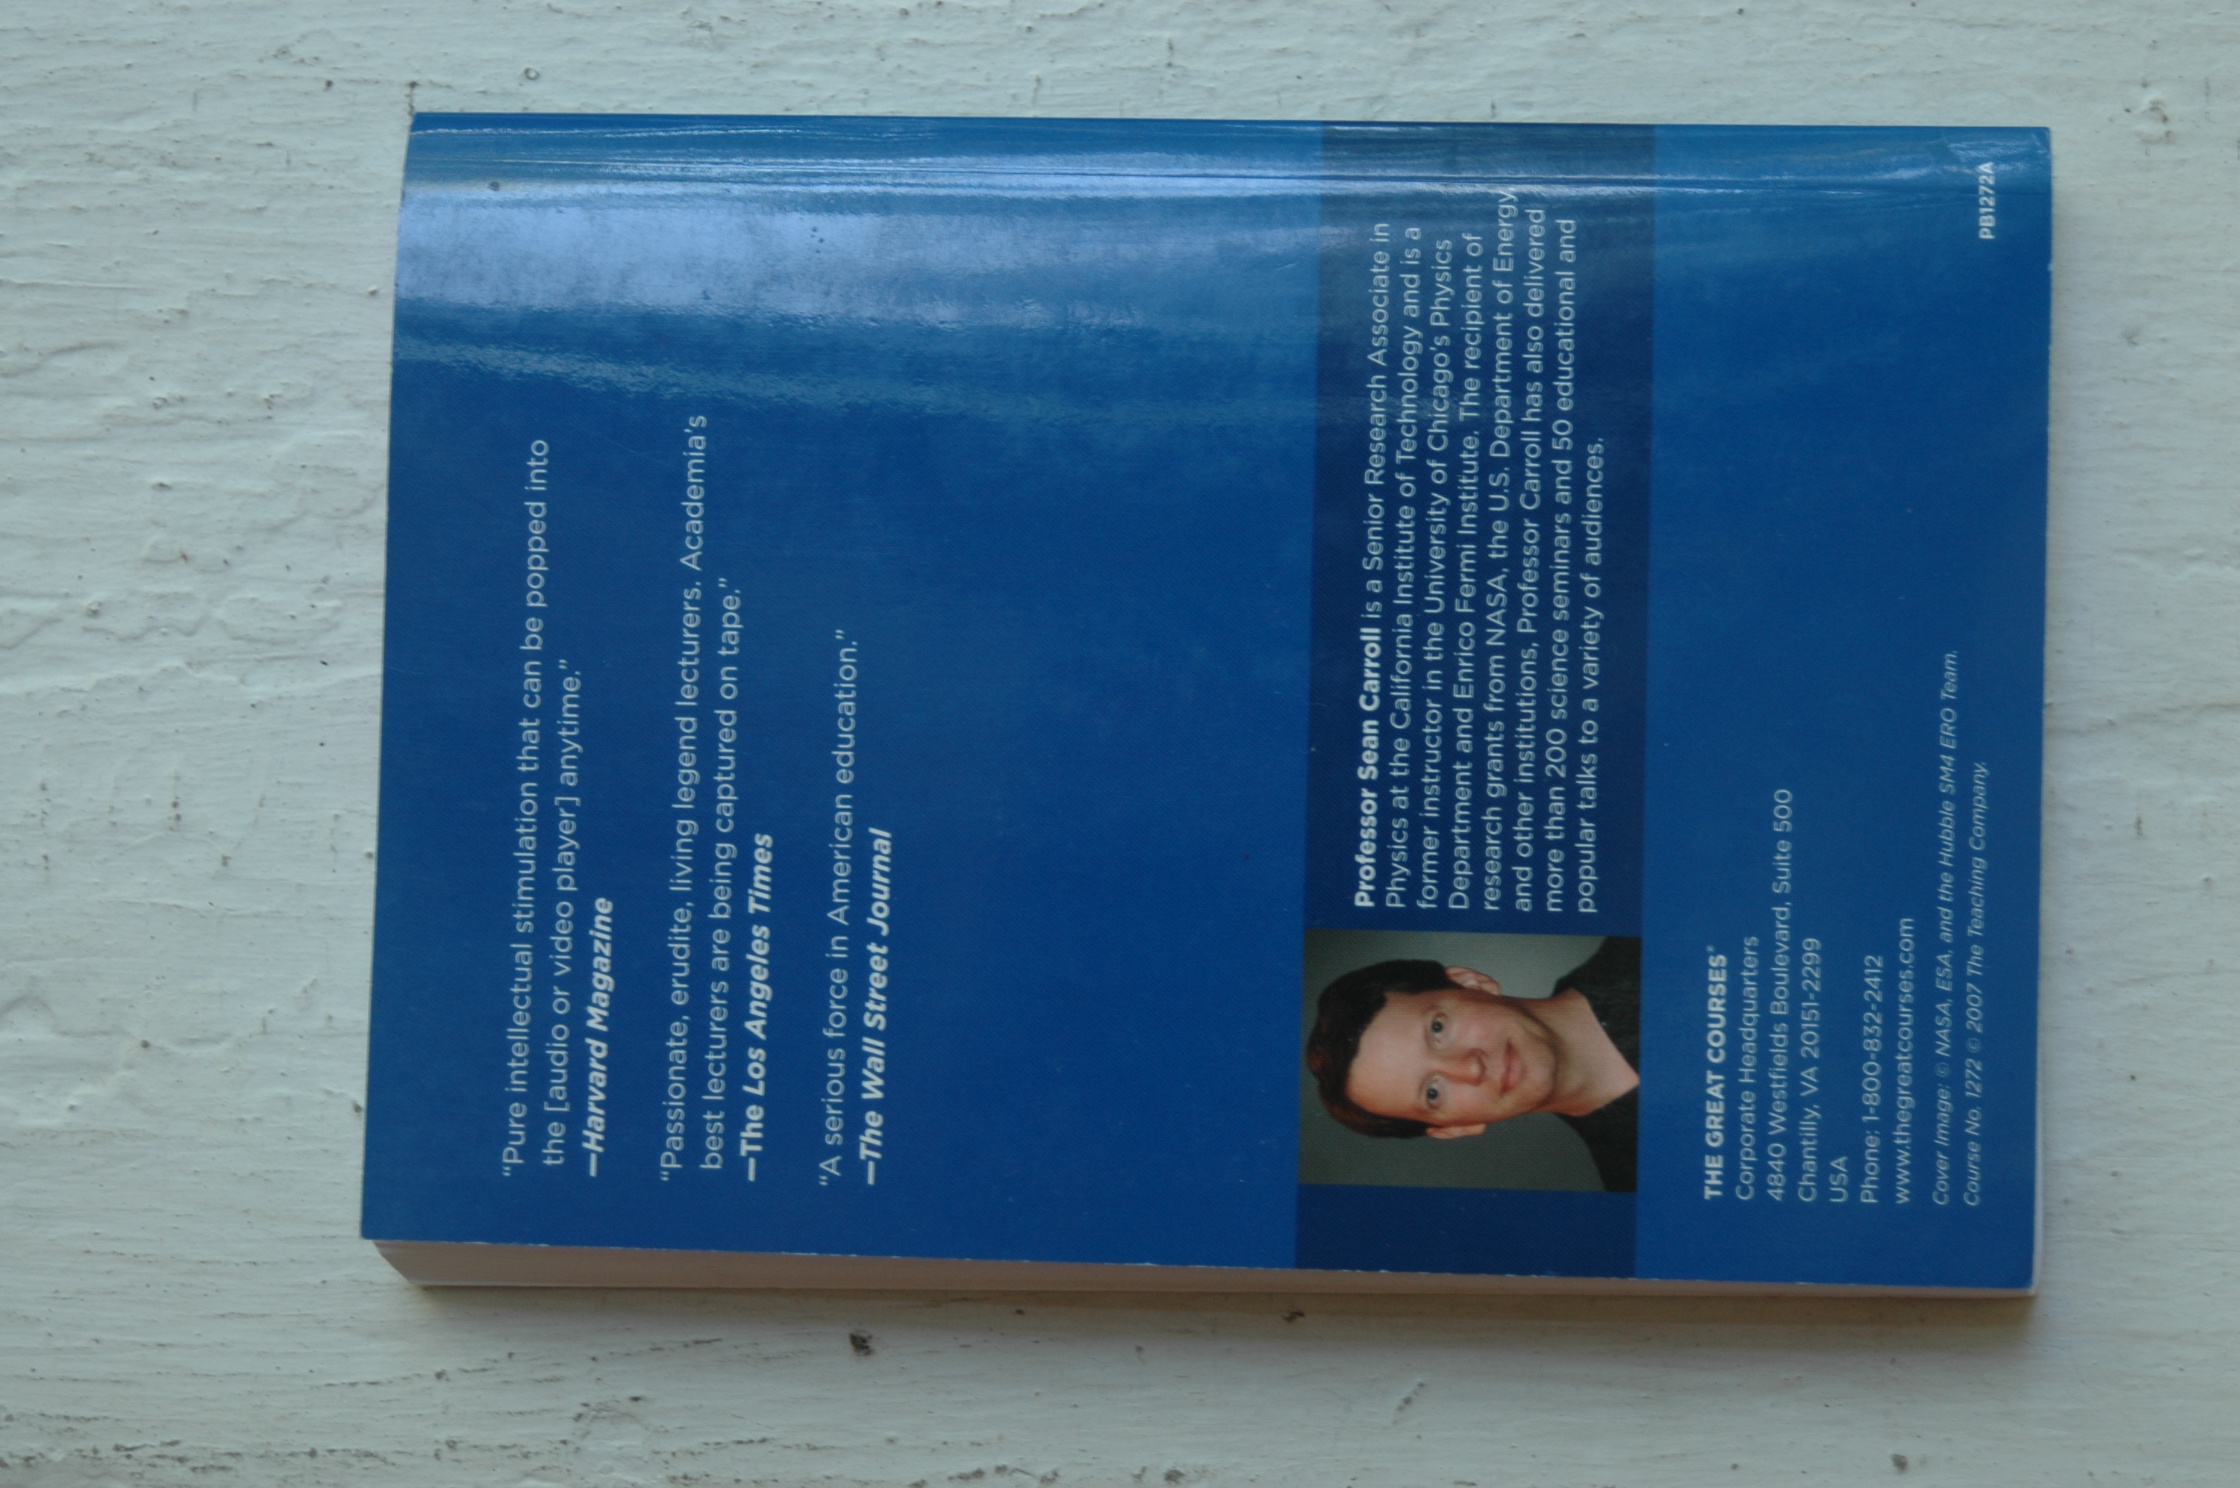 "Pure intellectual stimulation that can be popped into
the [audio or video player] anytime."
—Harvard Magazine
"Passionate, erudite, living legend lecturers. Academia's
best lecturers are being captured on tape."
—The Los Angeles Times
"A serious force in American education."
—The Wall Street Journal
Professor Sean Carroll is a Senior Research Associate in
Physics at the California Institute of Technology and is a
former instructor in the University of Chicago's Physics
Department and Enrico Fermi Institute. The recipient of
research grants from NASA, the U.S. Department of Energy,
and other institutions, Professor Carroll has also delivered
more than 200 science seminars and 50 educational and
popular talks to a variety of audiences.
THE GREAT COURSES®
Corporate Headquarters
4840 Westfields Boulevard, Suite 500
Chantilly, VA 20151-2299
USA
Phone: 1-800-832-2412
www.thegreatcourses.com
Cover Image: © NASA, ESA, and the Hubble SM4 ERO Team.
Course No. 1272 © 2007 The Teaching Company.
PB1272A